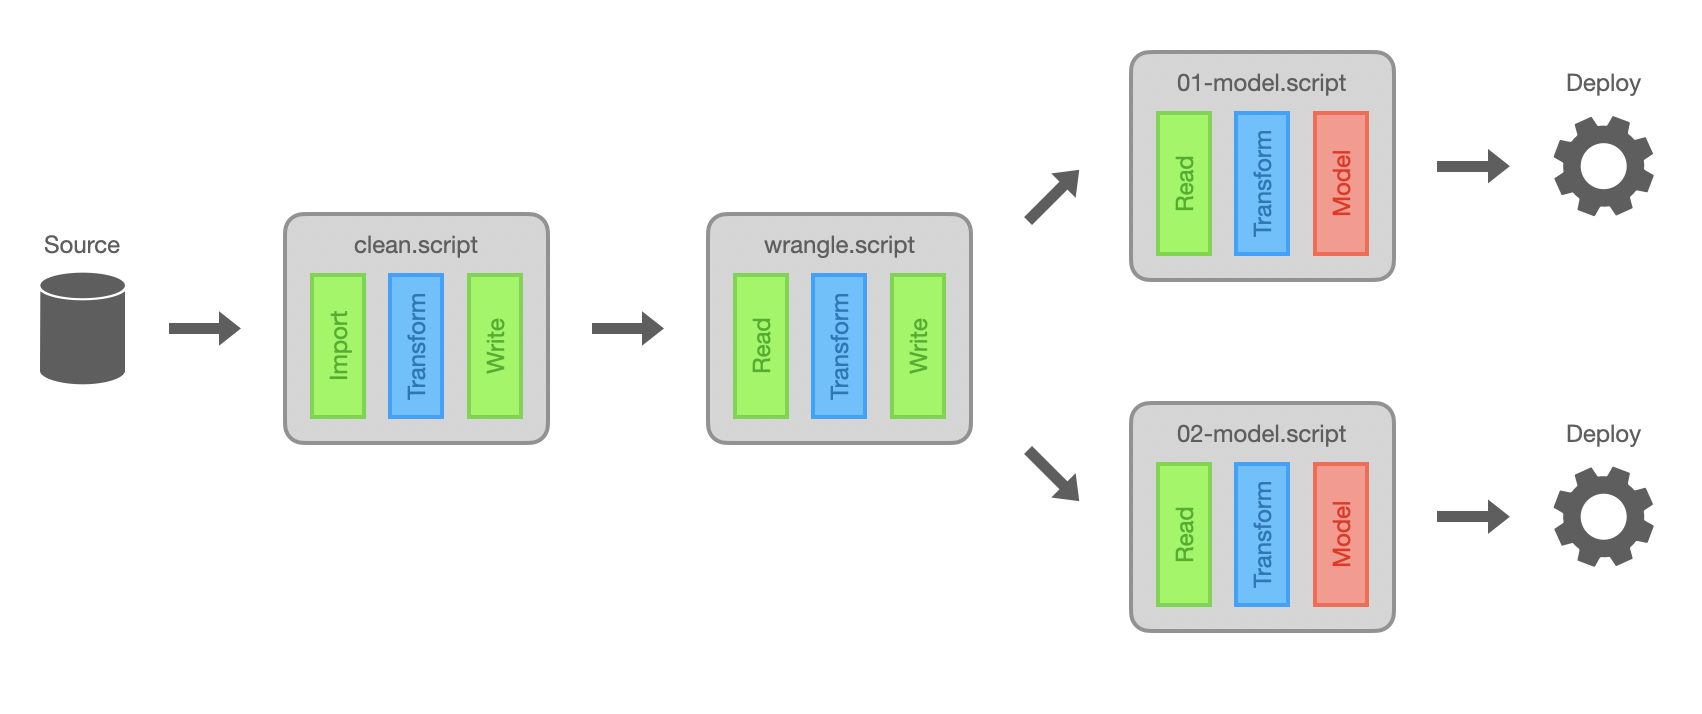 Source
clean.script
Import
Transform
Write
wrangle.script
Read
Transform
Write
01-model.script
Read
Transform
Model
Deploy
02-model.script
Read
Transform
Model
Deploy